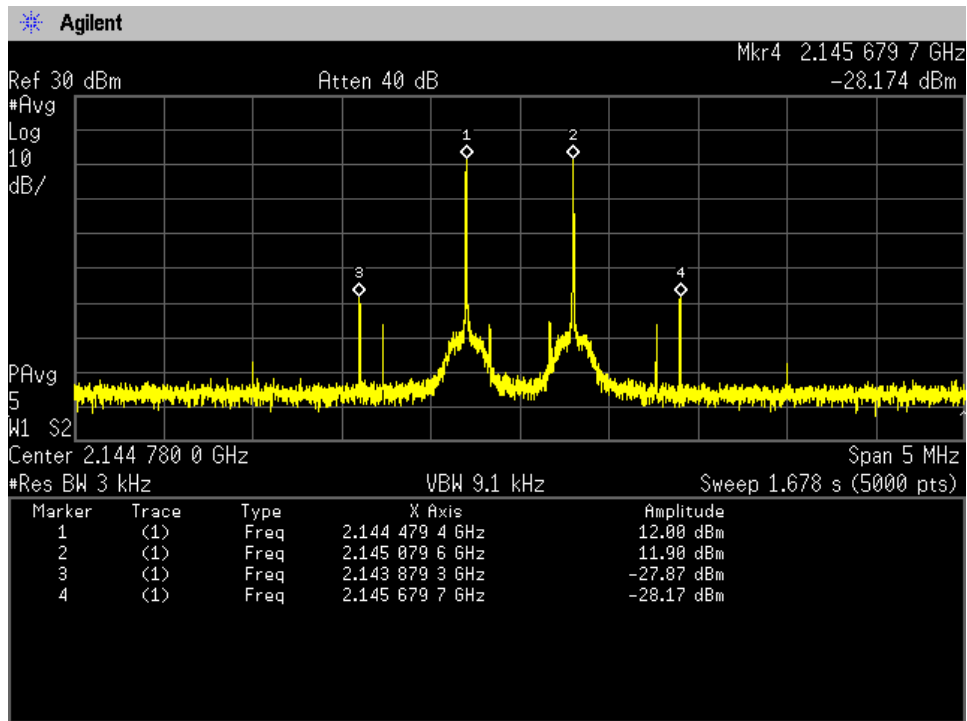 Agilent
Mkr4 2.145 679 7 GHz
Ref 30 dBm Atten 40 dB -28.174 dBm
#Avg
Log
10
dB/
1 2
3 4
PAvg
5
W1 S2
Center 2.144 780 0 GHz Span 5 MHz
#Res BW 3 kHz VBW 9.1 kHz Sweep 1.678 s (5000 pts)
Marker Trace Type X Axis Amplitude
1 (1) Freq 2.144 479 4 GHz 12.00 dBm
2 (1) Freq 2.145 079 6 GHz 11.90 dBm
3 (1) Freq 2.143 879 3 GHz -27.87 dBm
4 (1) Freq 2.145 679 7 GHz -28.17 dBm